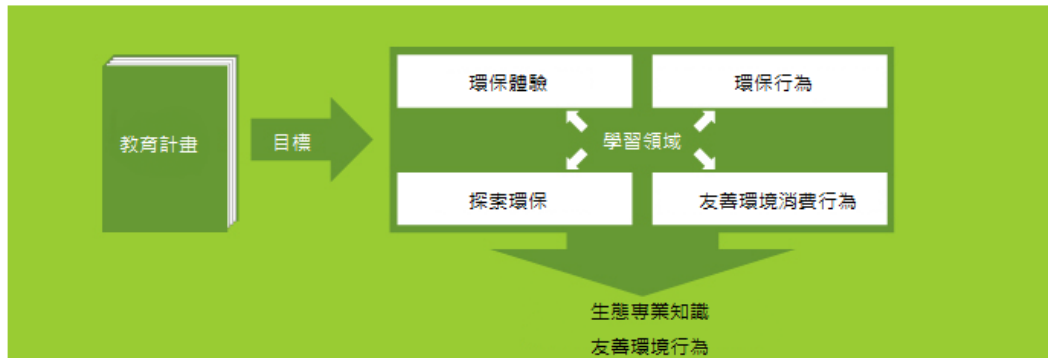 環保體驗
環保行為
教育計畫
目標
學習領域
探索環保
友善環境消費行為
生態專業知識
友善環境行為